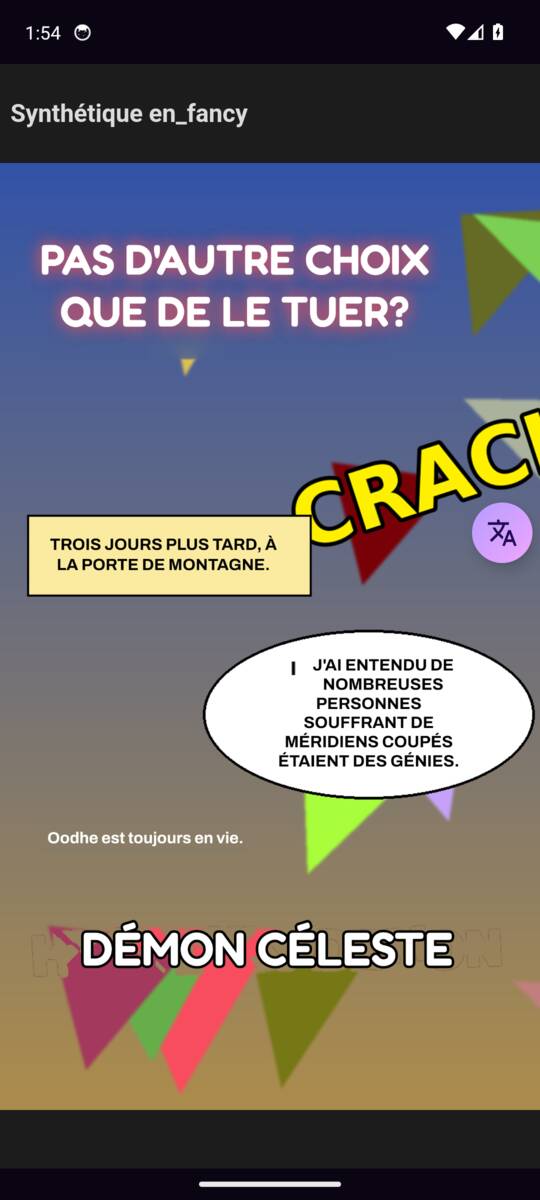 1:54
Synthétique en_fancy
PAS D'AUTRE CHOIX
QUE DE LE TUER?
CRAC
TROIS JOURS PLUS TARD, À
LA PORTE DE MONTAGNE.
I J'AI ENTENDU DE
NOMBREUSES
PERSONNES
SOUFFRANT DE
MÉRIDIENS COUPÉS
ÉTAIENT DES GÉNIES.
Oodhe est toujours en vie.
DÉMON CÉLESTE